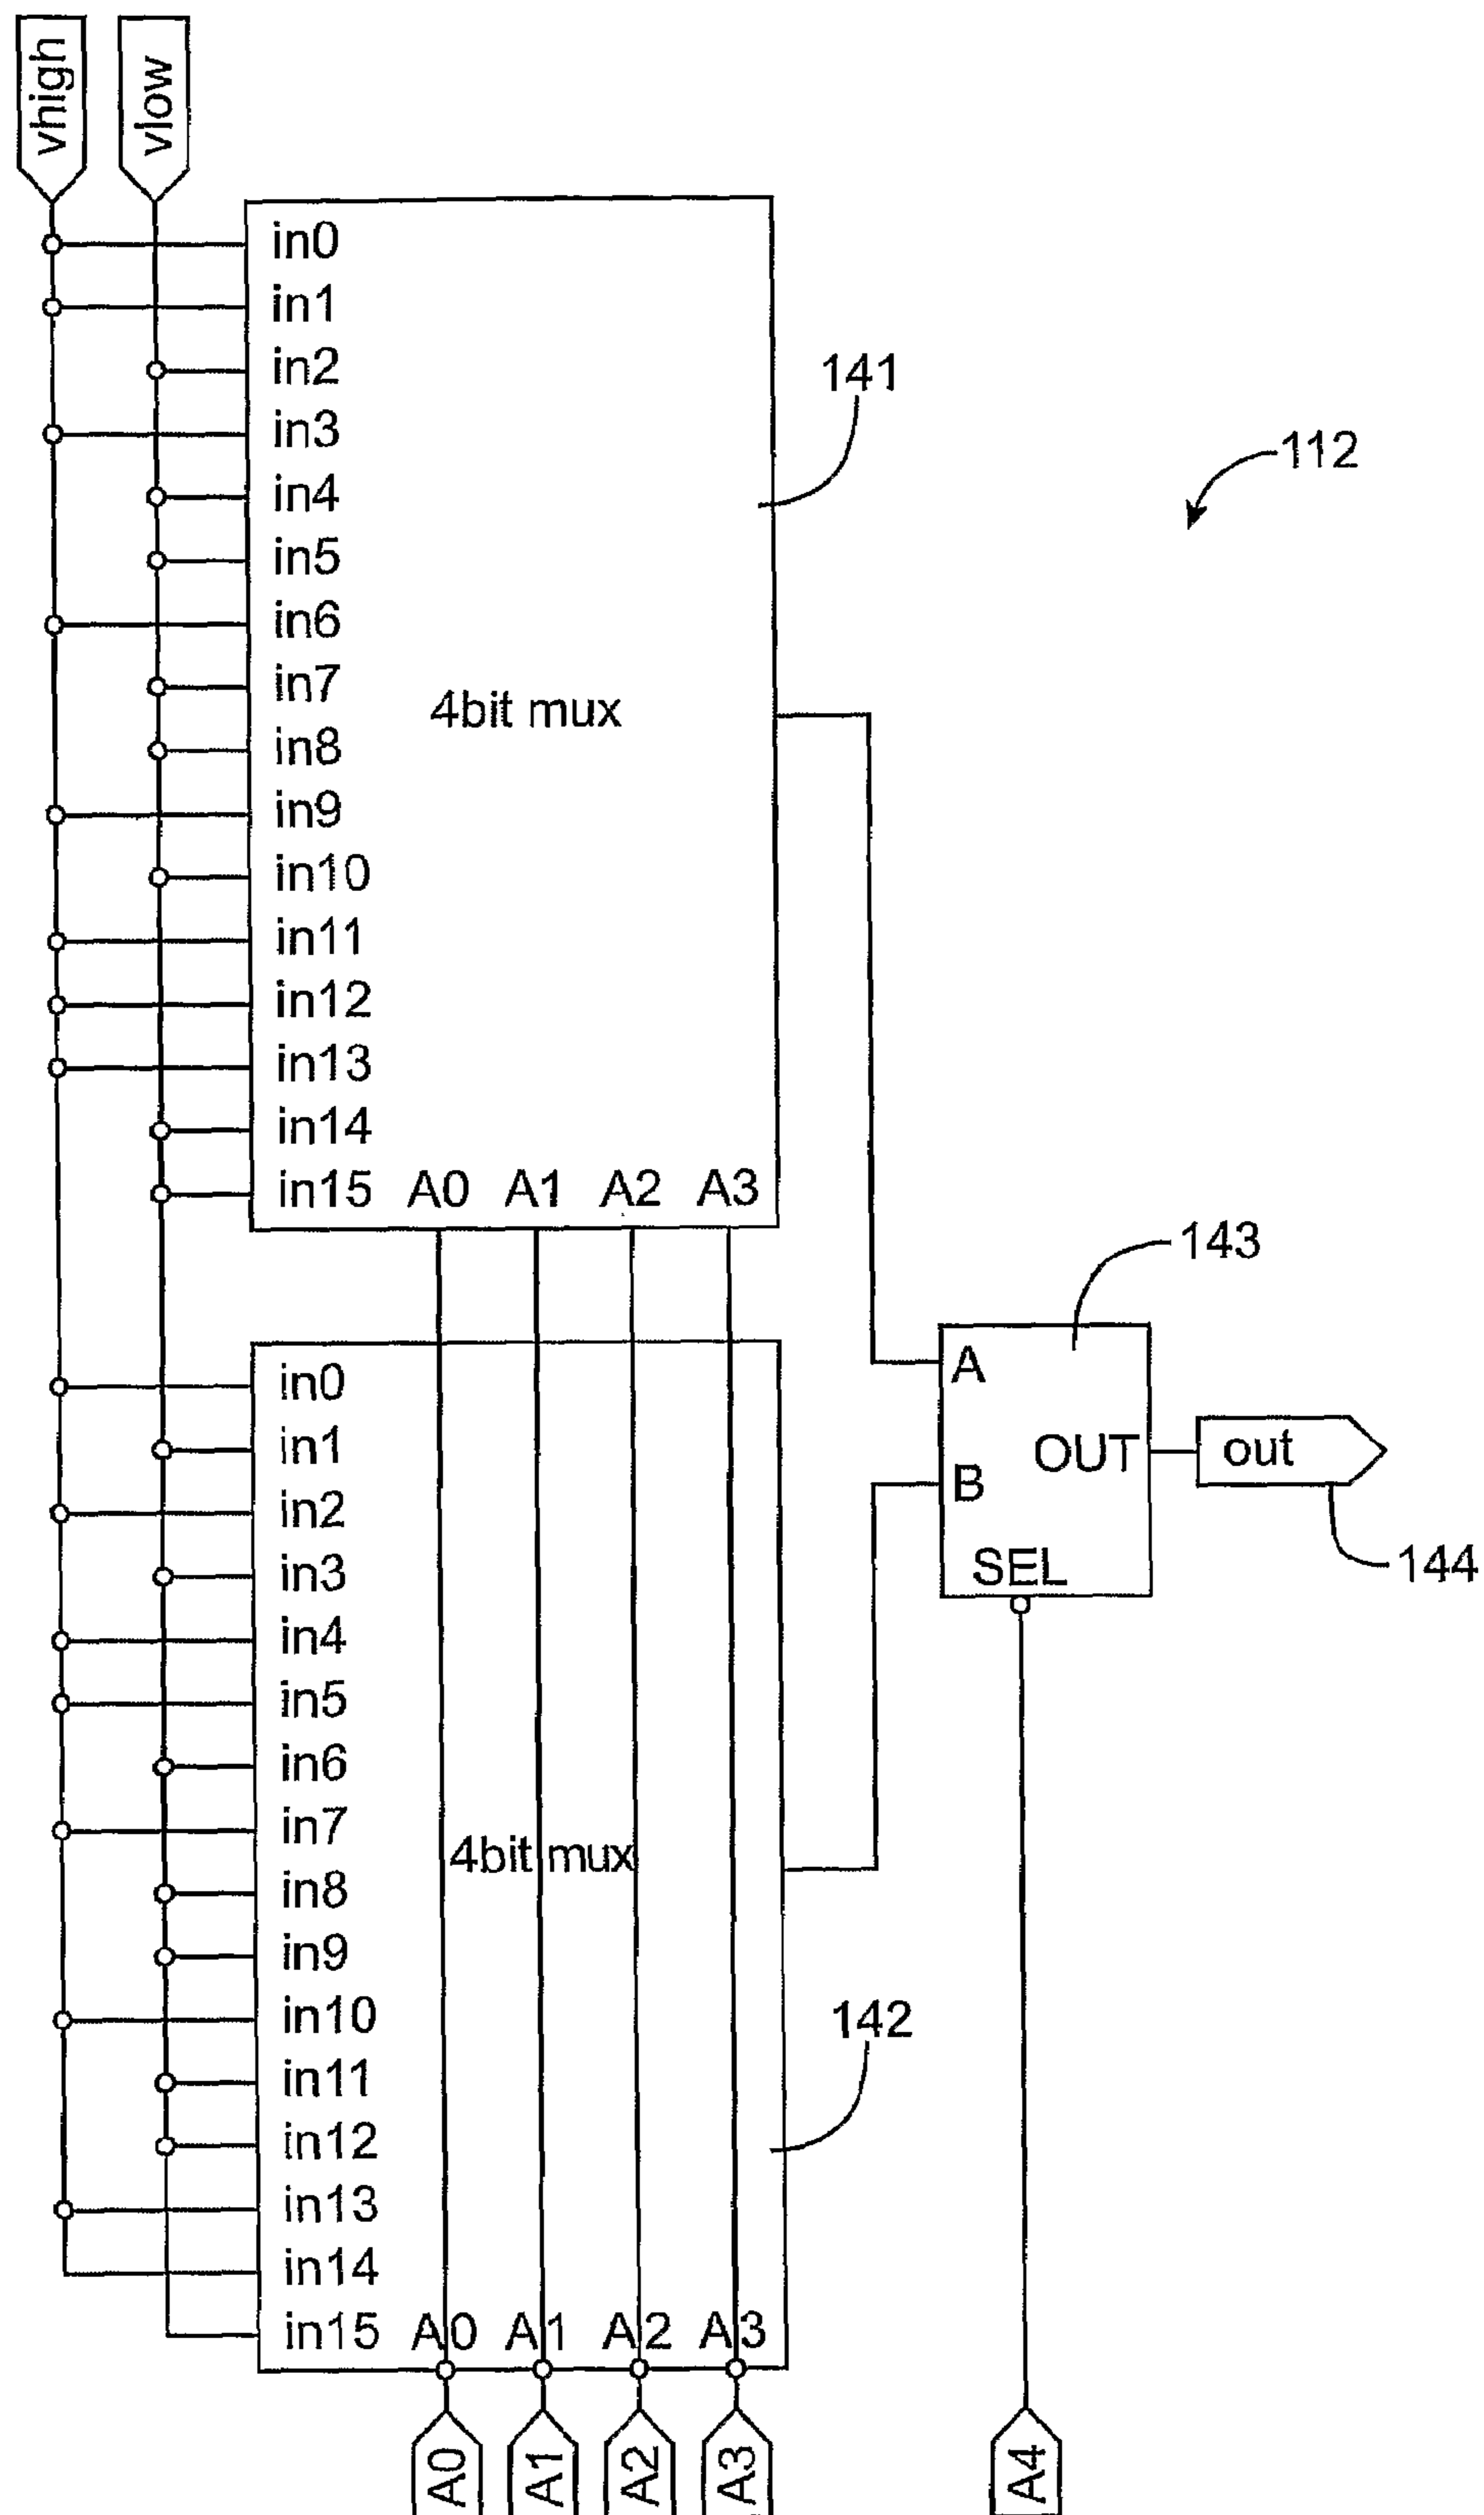 vhigh
vlow
in0
in1
in2
in3
in4
in5
in6
in7
in8
in9
in10
in11
in12
in13
in14
in15 A0 A1 A2 A3
4bit mux
141
112
143
in0
in1
in2
in3
in4
in5
in6
in7
in8
in9
in10
in11
in12
in13
in14
in15 A0 A1 A2 A3
4bit mux
142
A
B
OUT
SEL
out
144
A0
A1
A2
A3
A4